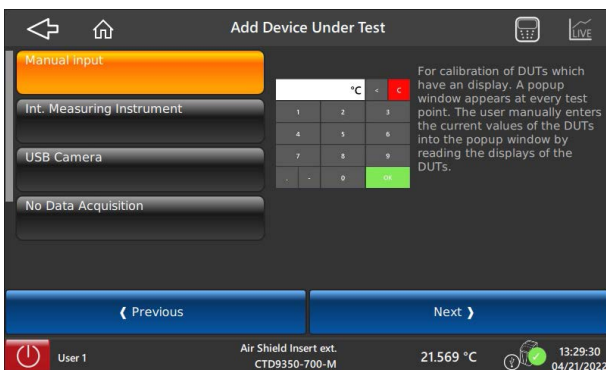 Add Device Under Test
LIVE
Manual input
Int. Measuring Instrument
USB Camera
No Data Acquisition
°C < C
1 2 3
4 5 6
7 8 9
. - 0 OK
For calibration of DUTs which
have an display. A popup
window appears at every test
point. The user manually enters
the current values of the DUTs
into the popup window by
reading the displays of the
DUTs.
❰ Previous
Next ❱
User 1
Air Shield Insert ext.
CTD9350-700-M
21.569 °C
13:29:30
04/21/2022